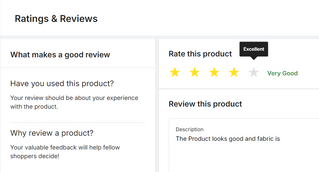 Ratings & Reviews
What makes a good review
Have you used this product?
Your review should be about your experience
with the product.
Why review a product?
Your valuable feedback will help fellow
shoppers decide!
Rate this product
Excellent
Very Good
Review this product
Description
The Product looks good and fabric is